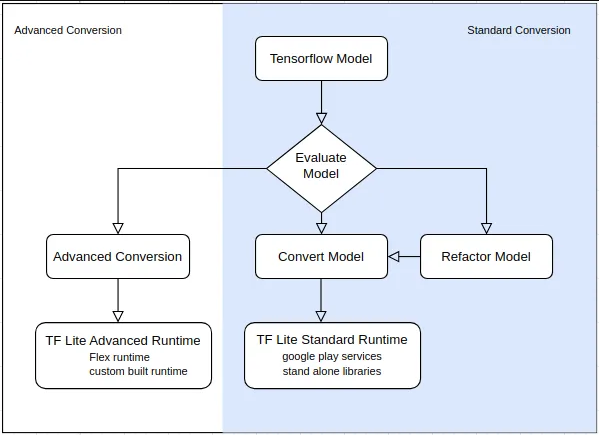 Advanced Conversion
Standard Conversion
Tensorflow Model
Evaluate
Model
Advanced Conversion
Convert Model
Refactor Model
TF Lite Advanced Runtime
Flex runtime
custom built runtime
TF Lite Standard Runtime
google play services
stand alone libraries